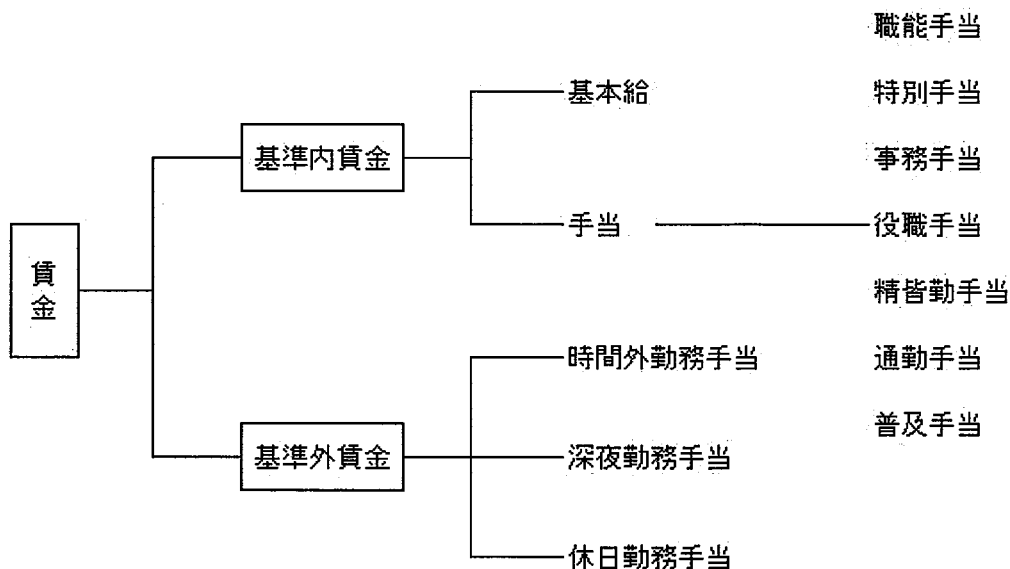 職能手当
基本給
特別手当
基準内賃金
事務手当
手当
役職手当
賃金
精皆勤手当
時間外勤務手当
通勤手当
普及手当
基準外賃金
深夜勤務手当
休日勤務手当